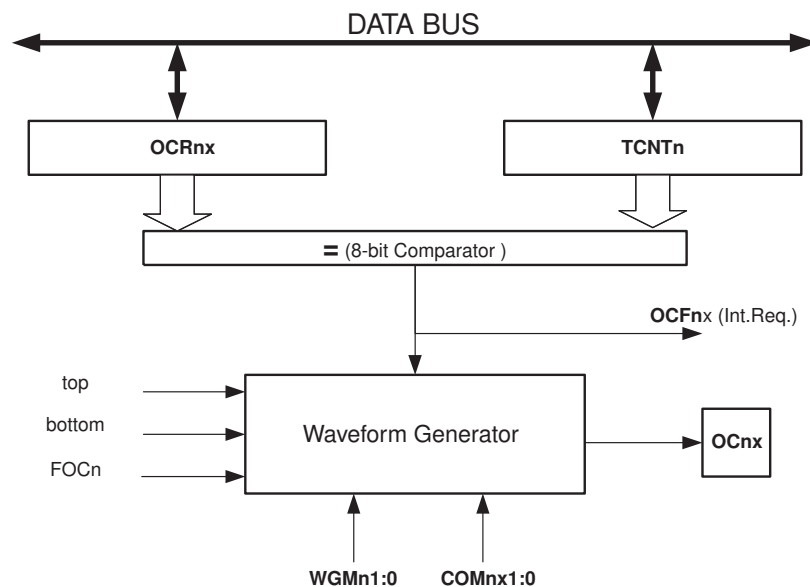 DATA BUS
OCRnx
TCNTn
= (8-bit Comparator )
OCFnx (Int.Req.)
top
bottom
FOCn
Waveform Generator
OCnx
WGMn1:0
COMnx1:0